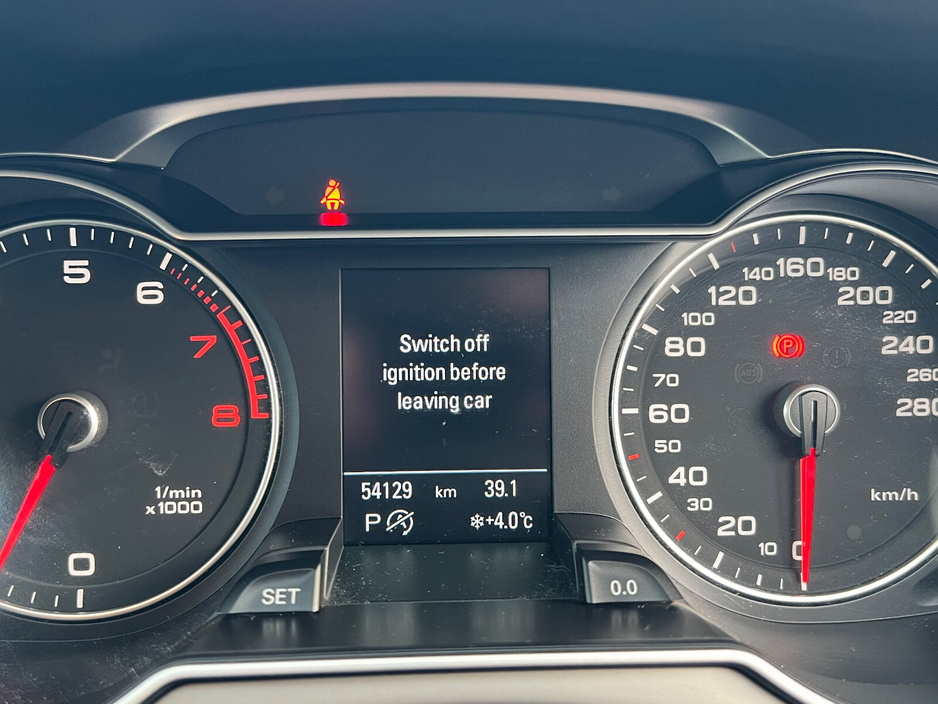 5
6
7
8
1/min
x1000
0
Switch off
ignition before
leaving car
54129 km 39.1
P
+4.0°C
SET
0.0
0
10
20
30
40
50
60
70
80
100
120
140
160
180
200
220
240
260
280
P
ABS
km/h